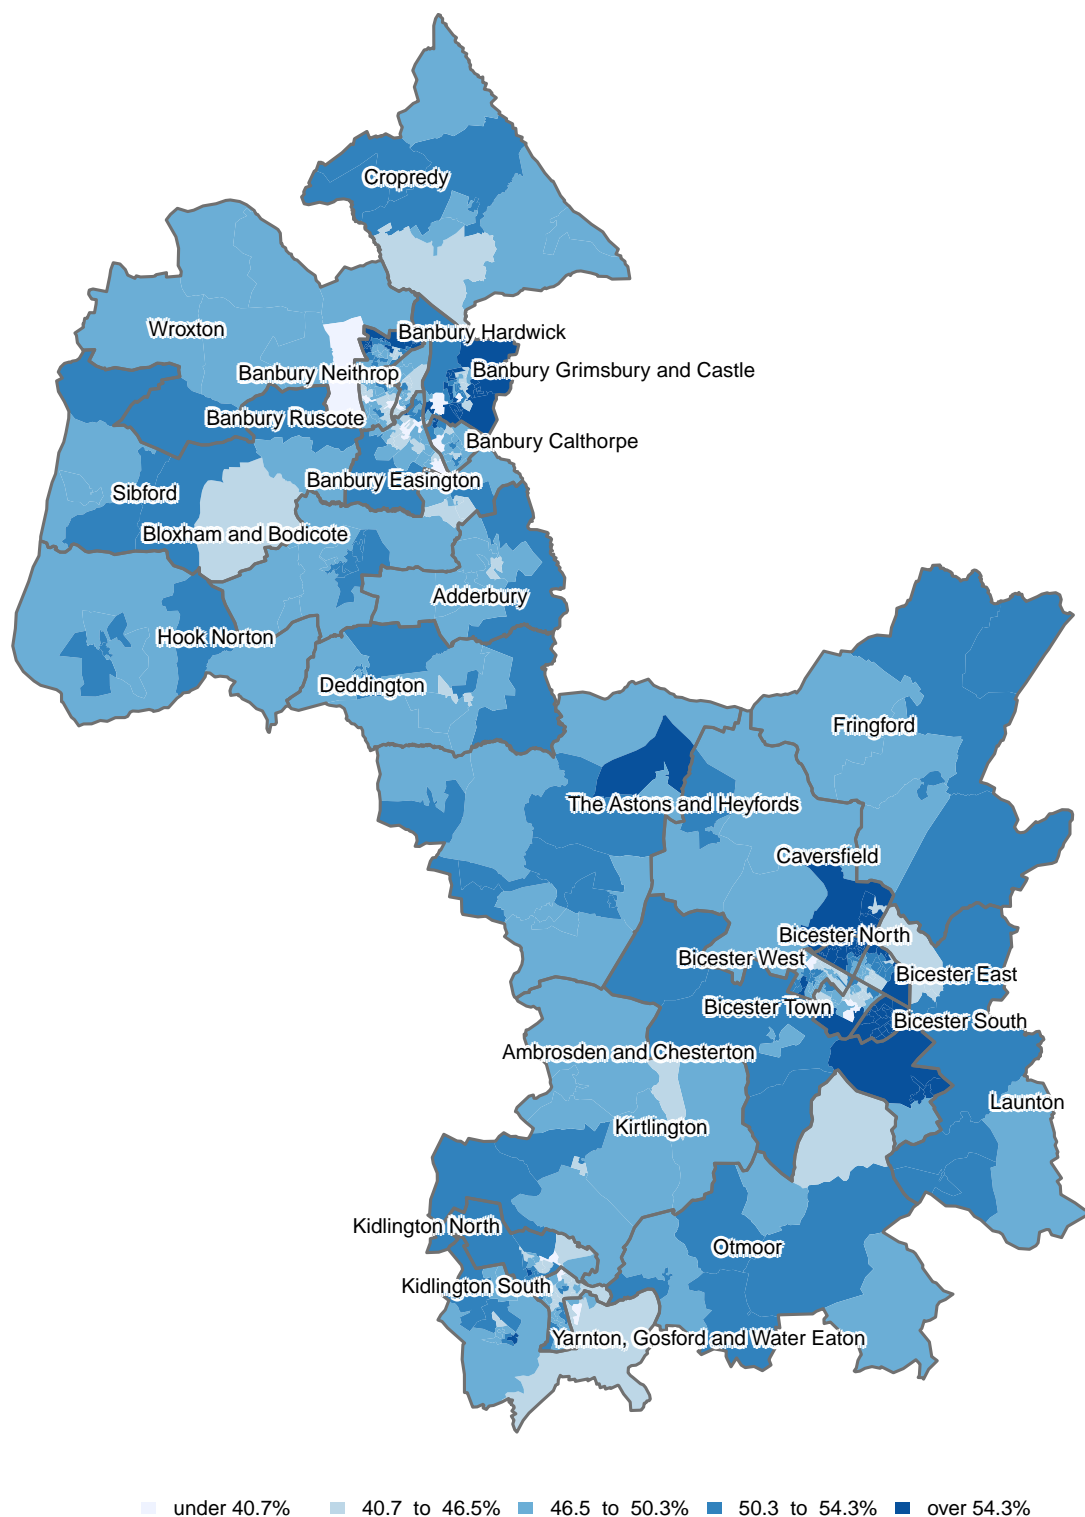 Cropredy
Wroxton
Banbury Hardwick
Banbury Neithrop
Banbury Grimsbury and Castle
Banbury Ruscote
Banbury Calthorpe
Banbury Easington
Sibford
Bloxham and Bodicote
Adderbury
Hook Norton
Deddington
Fringford
The Astons and Heyfords
Caversfield
Bicester North
Bicester West
Bicester East
Bicester Town
Bicester South
Ambrosden and Chesterton
Launton
Kirtlington
Kidlington North
Otmoor
Kidlington South
Yarnton, Gosford and Water Eaton
under 40.7% 40.7 to 46.5% 46.5 to 50.3% 50.3 to 54.3% over 54.3%